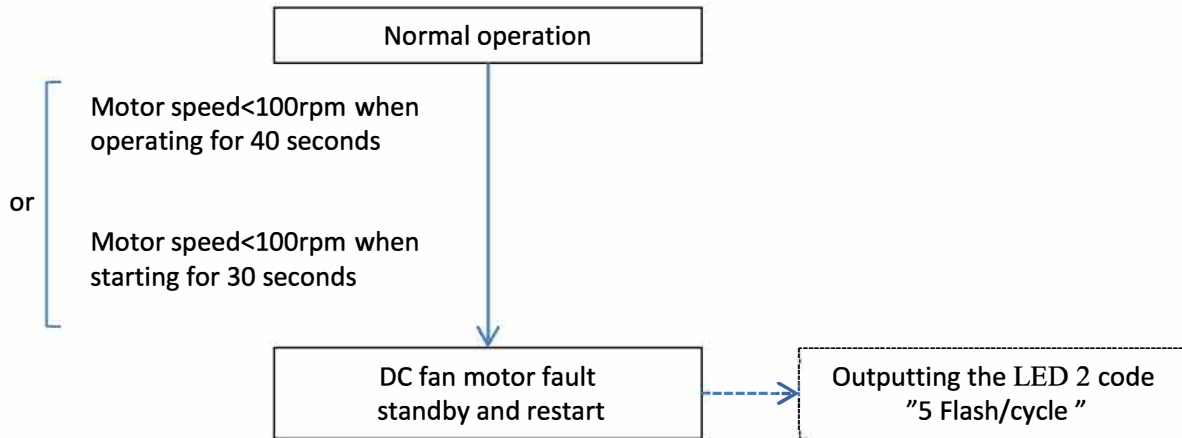 Normal operation
Motor speed<100rpm when
operating for 40 seconds
or
Motor speed<100rpm when
starting for 30 seconds
DC fan motor fault
standby and restart
Outputting the LED 2 code
”5 Flash/cycle ”